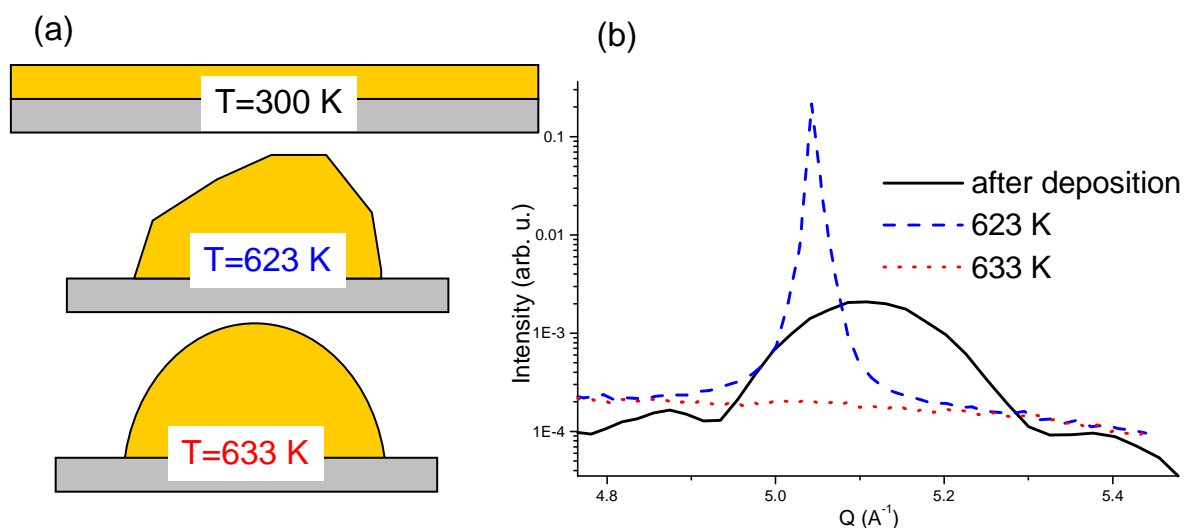 (a)
T=300 K
T=623 K
T=633 K
(b)
Intensity (arb. u.)
0.1
0.01
1E-3
1E-4
after deposition
623 K
633 K
4.8 5.0 5.2 5.4
Q (A⁻¹)